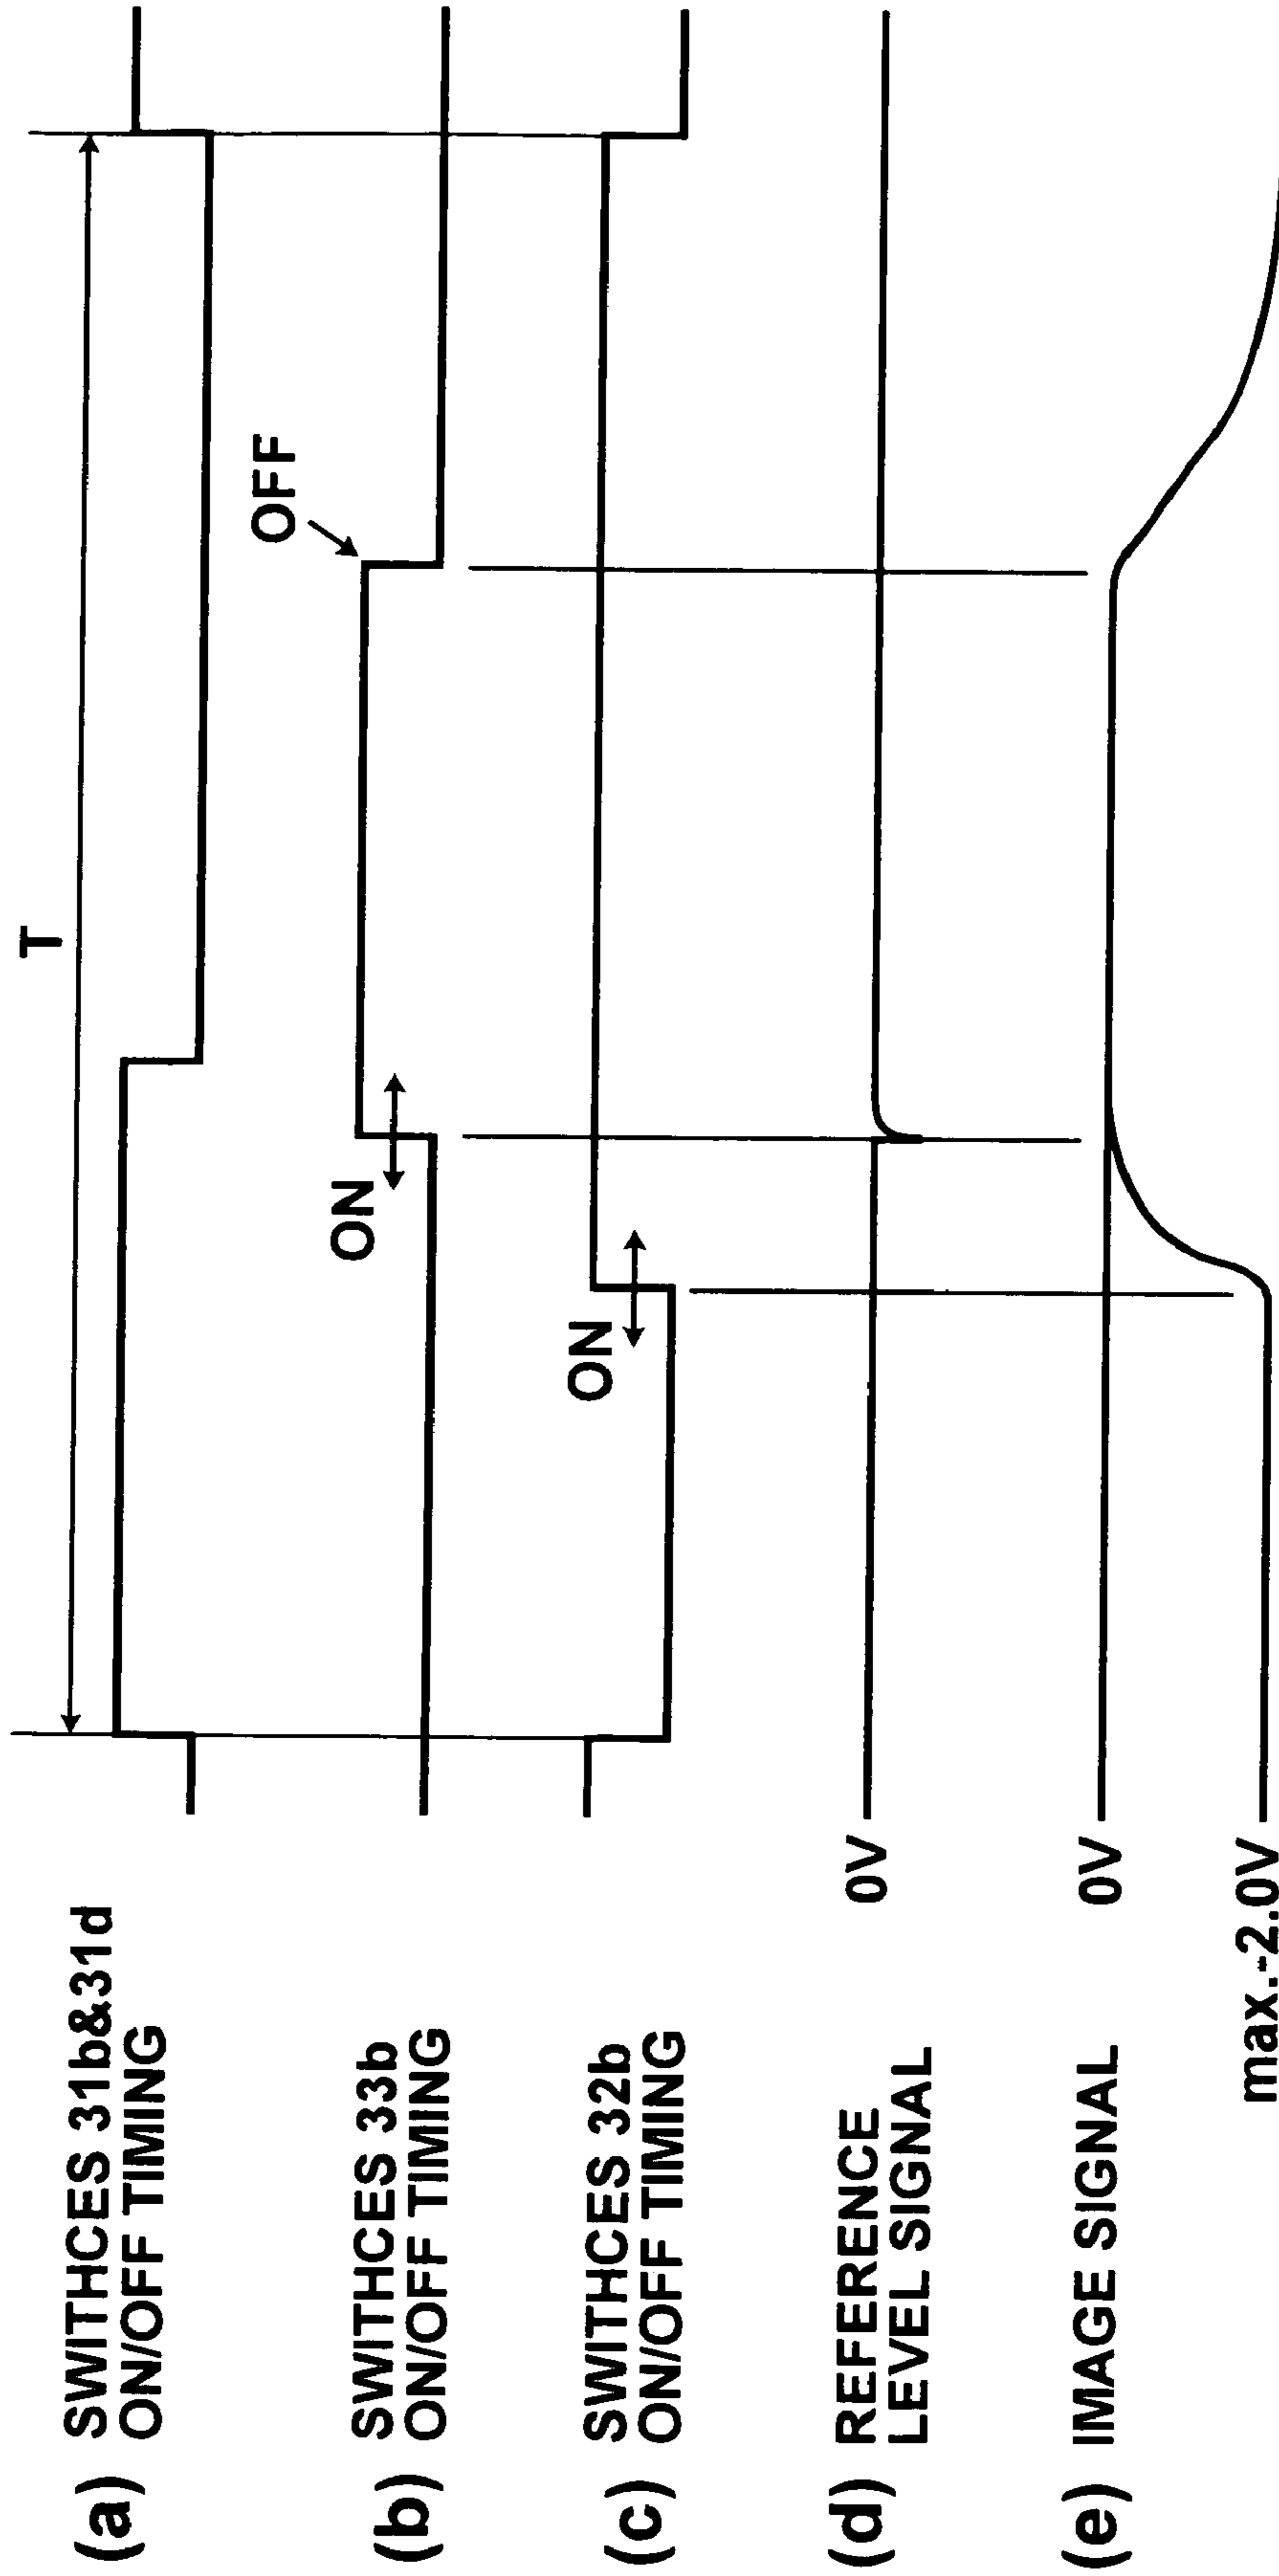 T
(a) SWITHCES 31b&31d
ON/OFF TIMING
OFF
(b) SWITHCES 33b
ON/OFF TIMING
ON
(c) SWITHCES 32b
ON/OFF TIMING
ON
(d) REFERENCE
LEVEL SIGNAL
0V
(e) IMAGE SIGNAL
0V
max.-2.0V